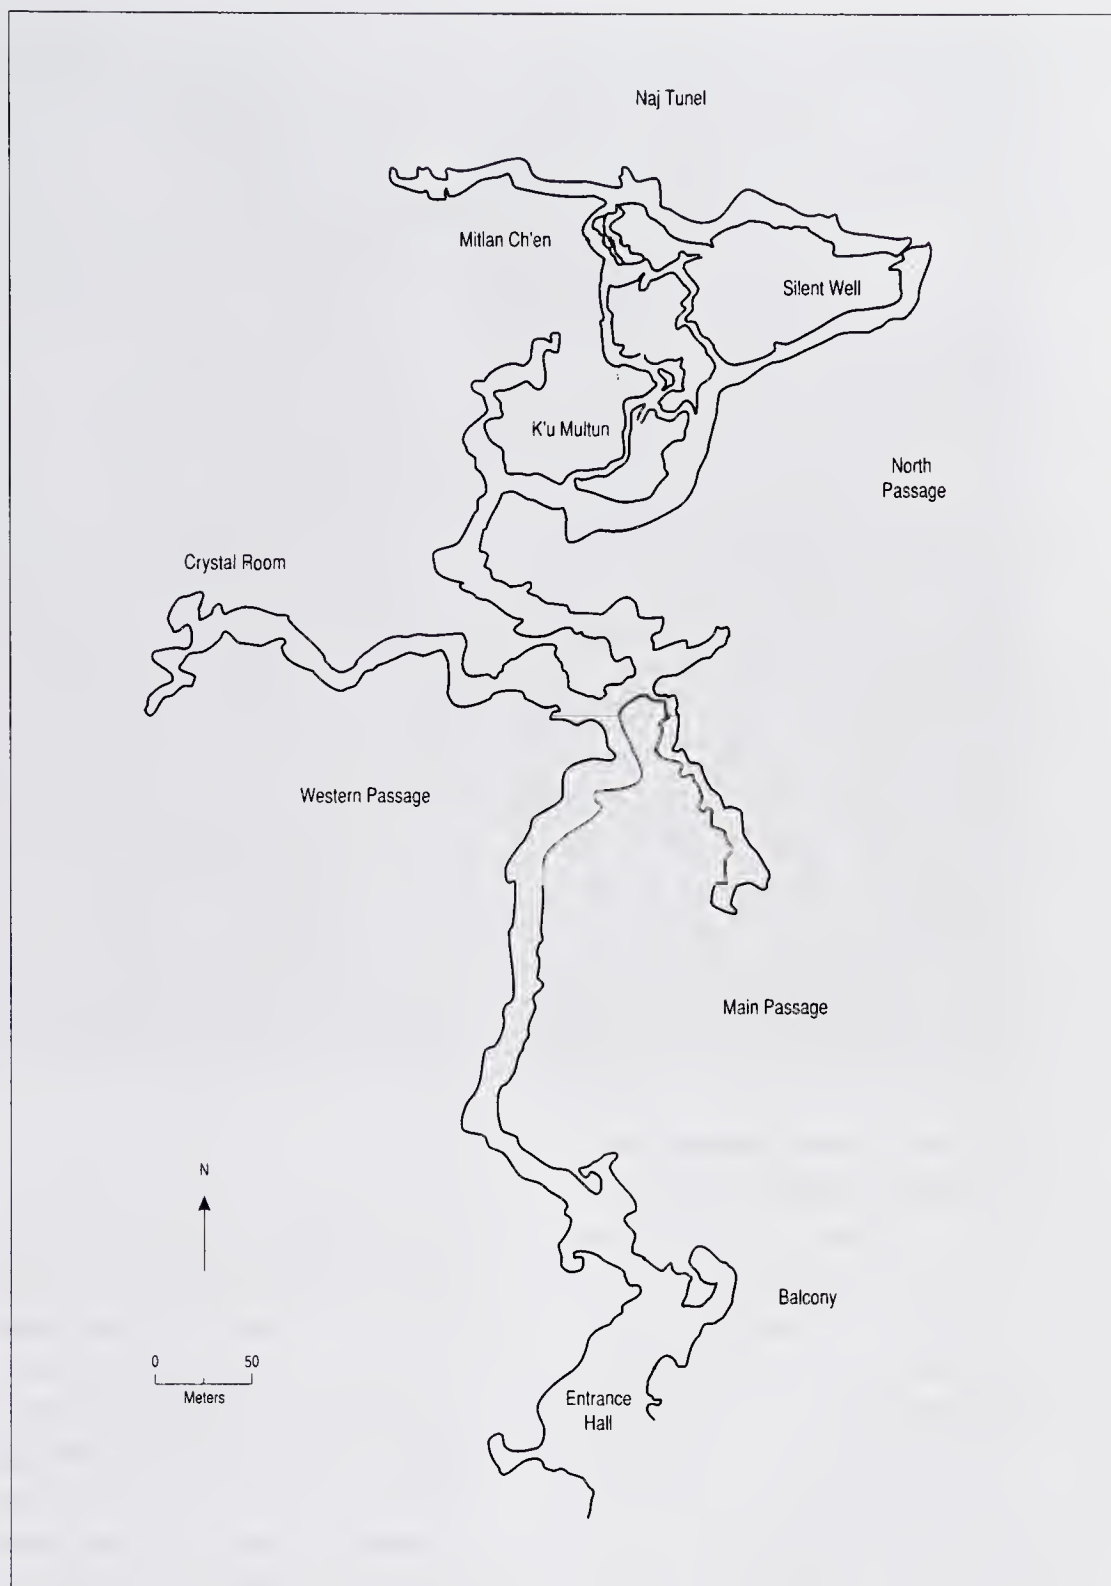 Naj Tunel
Mitlan Ch'en
Silent Well
K'u Multun
North
Passage
Crystal Room
Western Passage
Main Passage
N
Balcony
0 50
Meters
Entrance
Hall